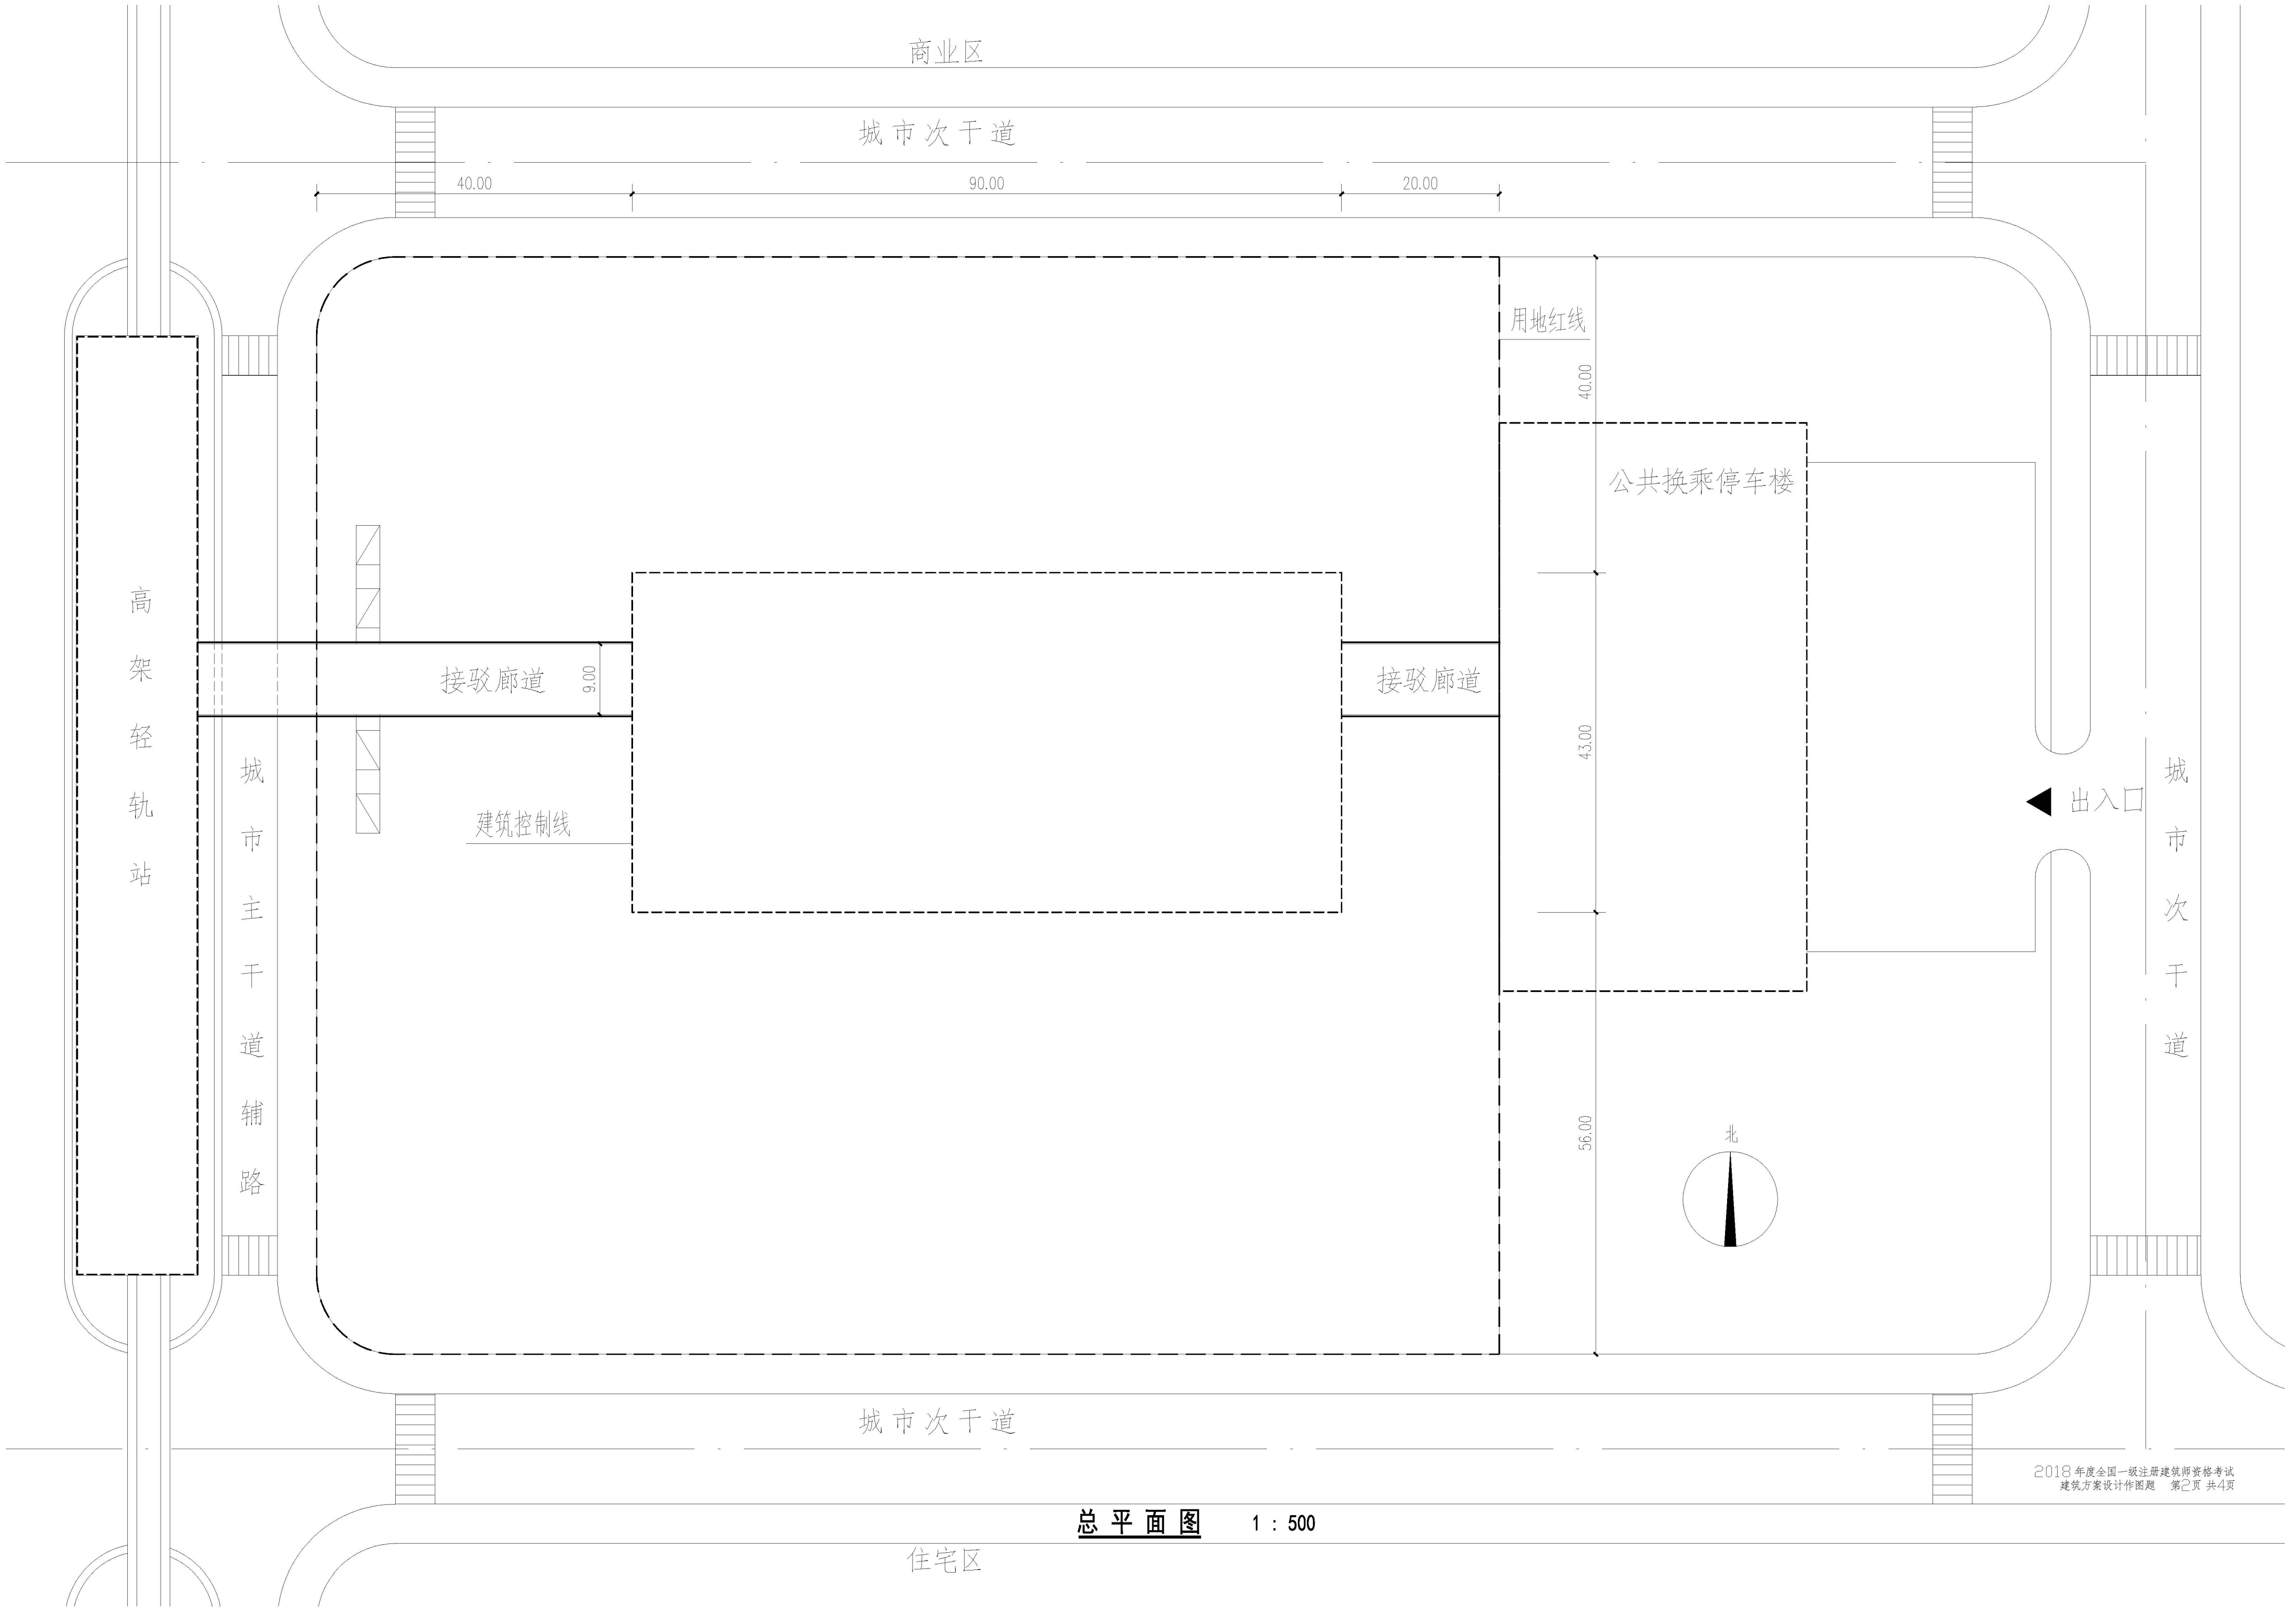 商业区
城市次干道
40.00
90.00
20.00
用地红线
40.00
公共换乘停车楼
高架轻轨站
接驳廊道
9.00
接驳廊道
43.00
建筑控制线
出入口
城市主干道辅路
城市次干道
56.00
北
城市次干道
2018 年度全国一级注册建筑师资格考试
建筑方案设计作图题 第2页 共4页
总平面图 1 : 500
住宅区